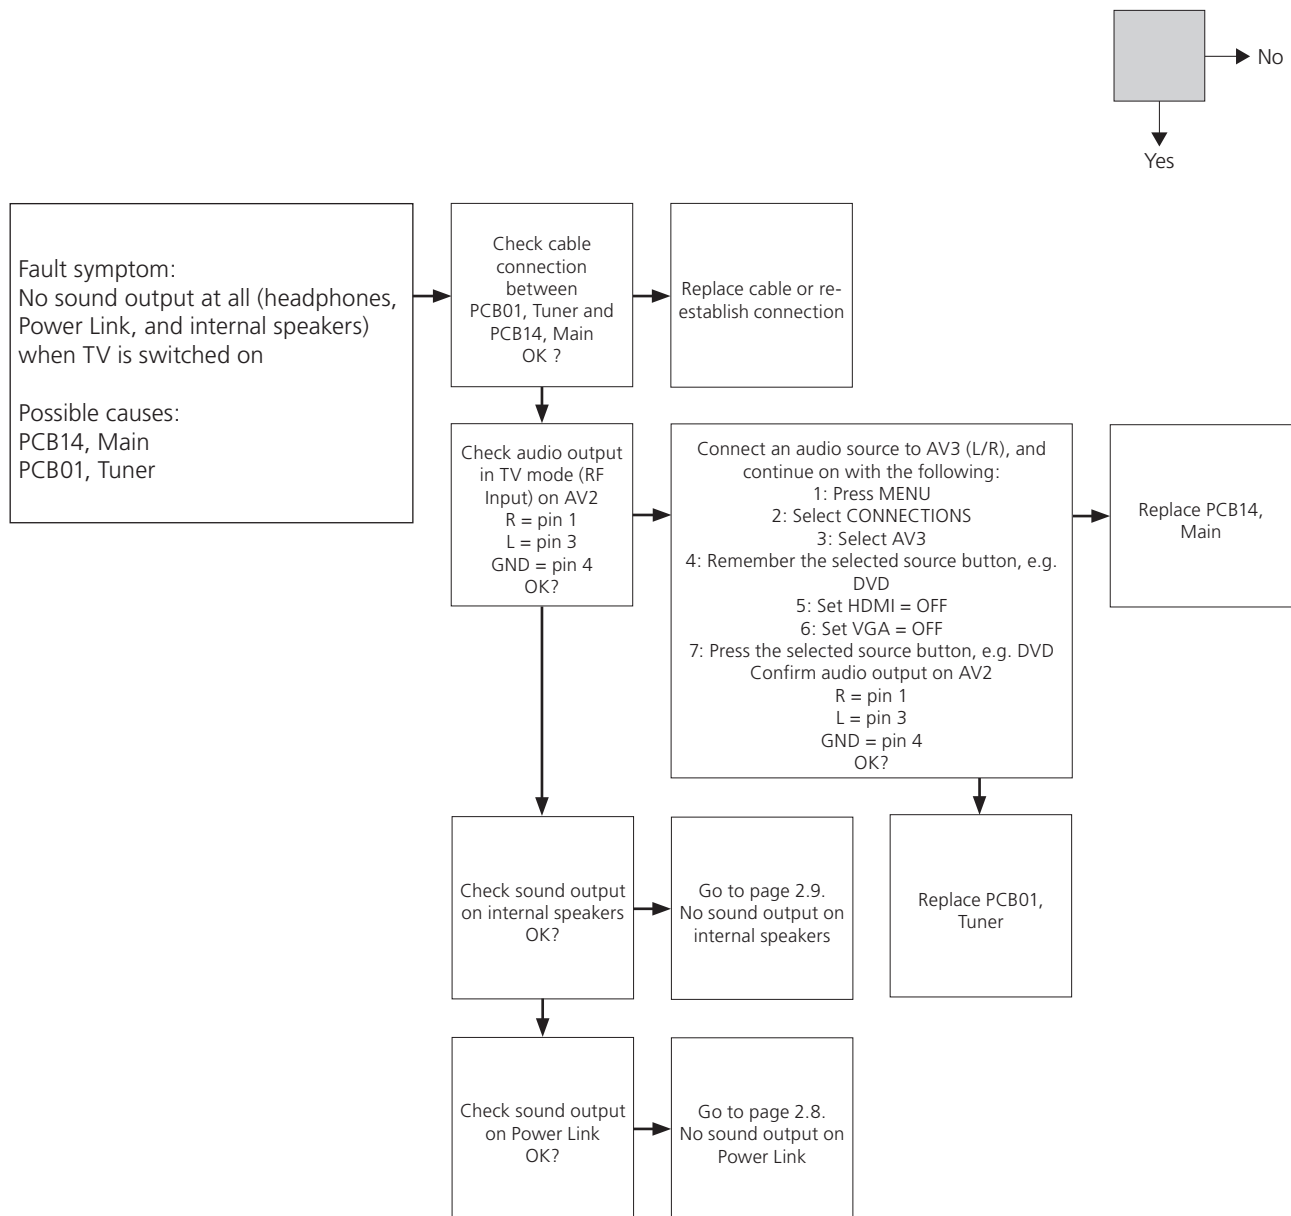 No
Yes
Fault symptom:
No sound output at all (headphones,
Power Link, and internal speakers)
when TV is switched on
Possible causes:
PCB14, Main
PCB01, Tuner
Check cable
connection
between
PCB01, Tuner and
PCB14, Main
OK ?
Replace cable or re-
establish connection
Check audio output
in TV mode (RF
Input) on AV2
R = pin 1
L = pin 3
GND = pin 4
OK?
Connect an audio source to AV3 (L/R), and
continue on with the following:
1: Press MENU
2: Select CONNECTIONS
3: Select AV3
4: Remember the selected source button, e.g.
DVD
5: Set HDMI = OFF
6: Set VGA = OFF
7: Press the selected source button, e.g. DVD
Confirm audio output on AV2
R = pin 1
L = pin 3
GND = pin 4
OK?
Replace PCB14,
Main
Check sound output
on internal speakers
OK?
Go to page 2.9.
No sound output on
internal speakers
Replace PCB01,
Tuner
Check sound output
on Power Link
OK?
Go to page 2.8.
No sound output on
Power Link